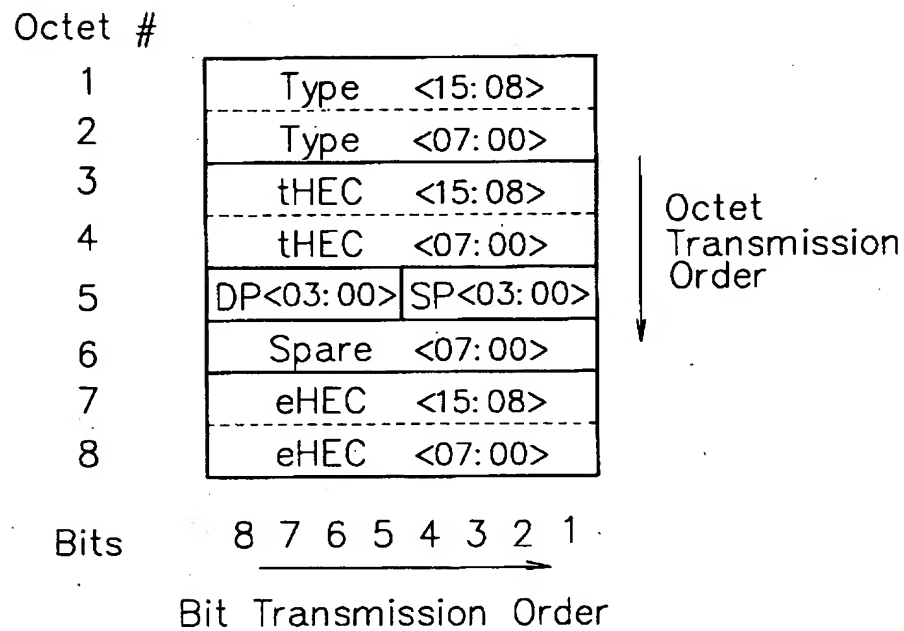 Octet #
1 Type <15:08>
2 Type <07:00>
3 tHEC <15:08>
4 tHEC <07:00>
5 DP<03:00> SP<03:00>
6 Spare <07:00>
7 eHEC <15:08>
8 eHEC <07:00>
Octet
Transmission
Order
Bits 8 7 6 5 4 3 2 1
Bit Transmission Order